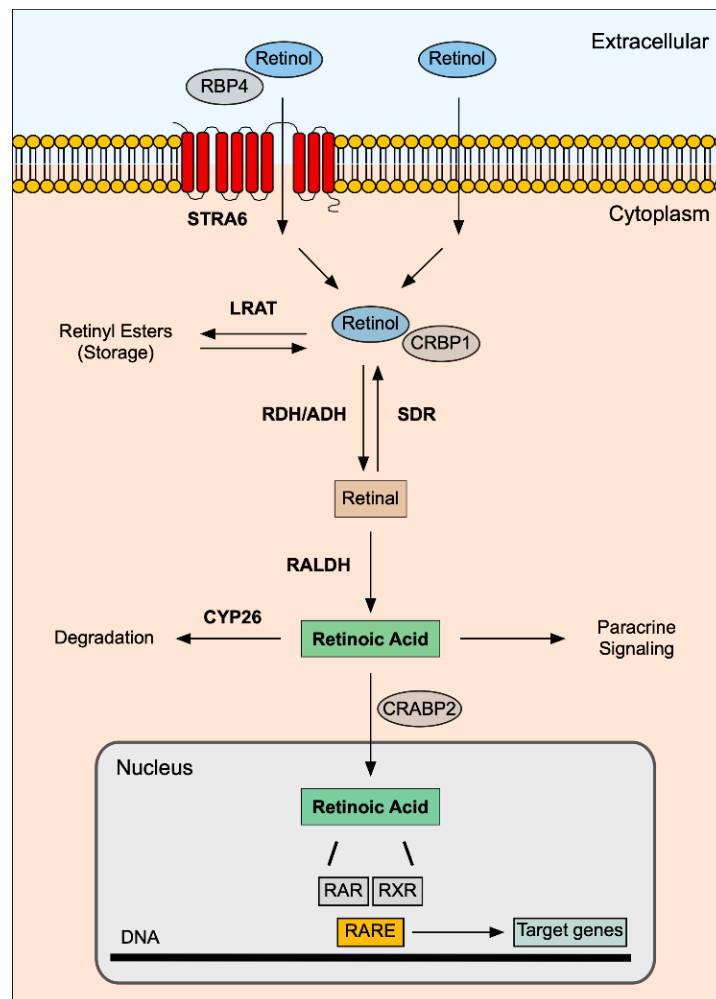 Extracellular
Retinol
Retinol
RBP4
STRA6
Cytoplasm
LRAT
Retinol
Retinyl Esters
(Storage)
CRBP1
RDH/ADH
SDR
Retinal
RALDH
CYP26
Degradation
Retinoic Acid
Paracrine
Signaling
CRABP2
Nucleus
Retinoic Acid
RAR
RXR
DNA
RARE
Target genes